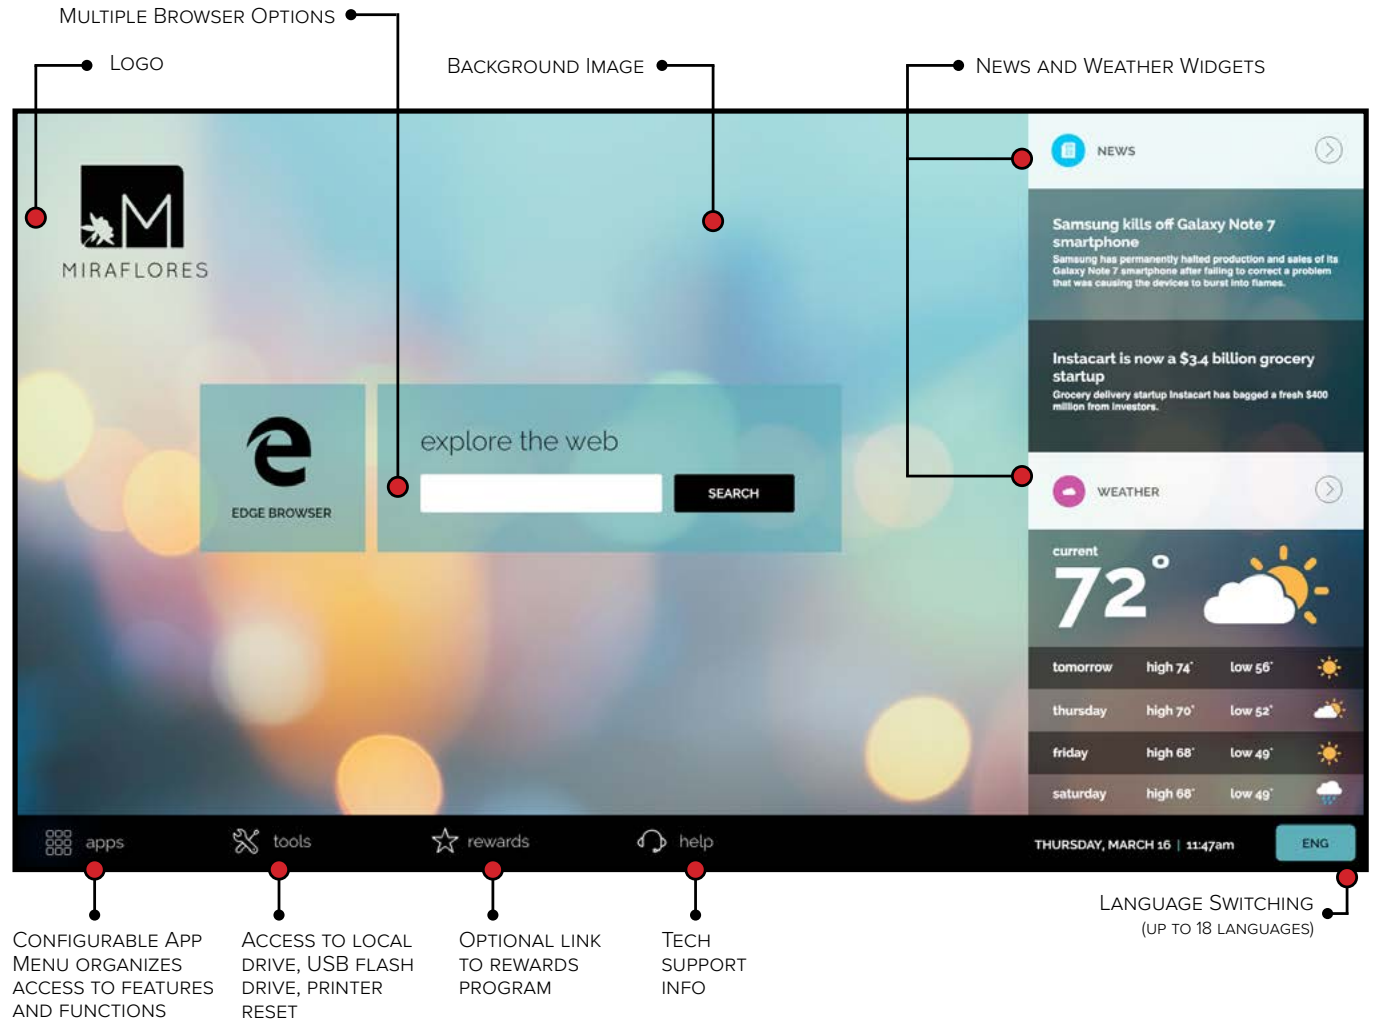 MULTIPLE BROWSER OPTIONS
LOGO
BACKGROUND IMAGE
NEWS AND WEATHER WIDGETS
M
MIRAFLORES
NEWS
Samsung kills off Galaxy Note 7
smartphone
Samsung has permanently halted production and sales of its
Galaxy Note 7 smartphone after failing to correct a problem
that was causing the devices to burst into flames.
Instacart is now a $3.4 billion grocery
startup
Grocery delivery startup Instacart has bagged a fresh $400
million from investors.
EDGE BROWSER
explore the web
SEARCH
WEATHER
current
72°
tomorrow high 74° low 56°
thursday high 70° low 52°
friday high 68° low 49°
saturday high 68° low 49°
apps
tools
rewards
help
THURSDAY, MARCH 16 | 11:47am
ENG
CONFIGURABLE APP
MENU ORGANIZES
ACCESS TO FEATURES
AND FUNCTIONS
ACCESS TO LOCAL
DRIVE, USB FLASH
DRIVE, PRINTER
RESET
OPTIONAL LINK
TO REWARDS
PROGRAM
TECH
SUPPORT
INFO
LANGUAGE SWITCHING
(UP TO 18 LANGUAGES)